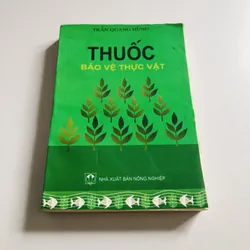 TRẦN QUANG HÙNG
THUỐC
BẢO VỆ THỰC VẬT
NHÀ XUẤT BẢN NÔNG NGHIỆP